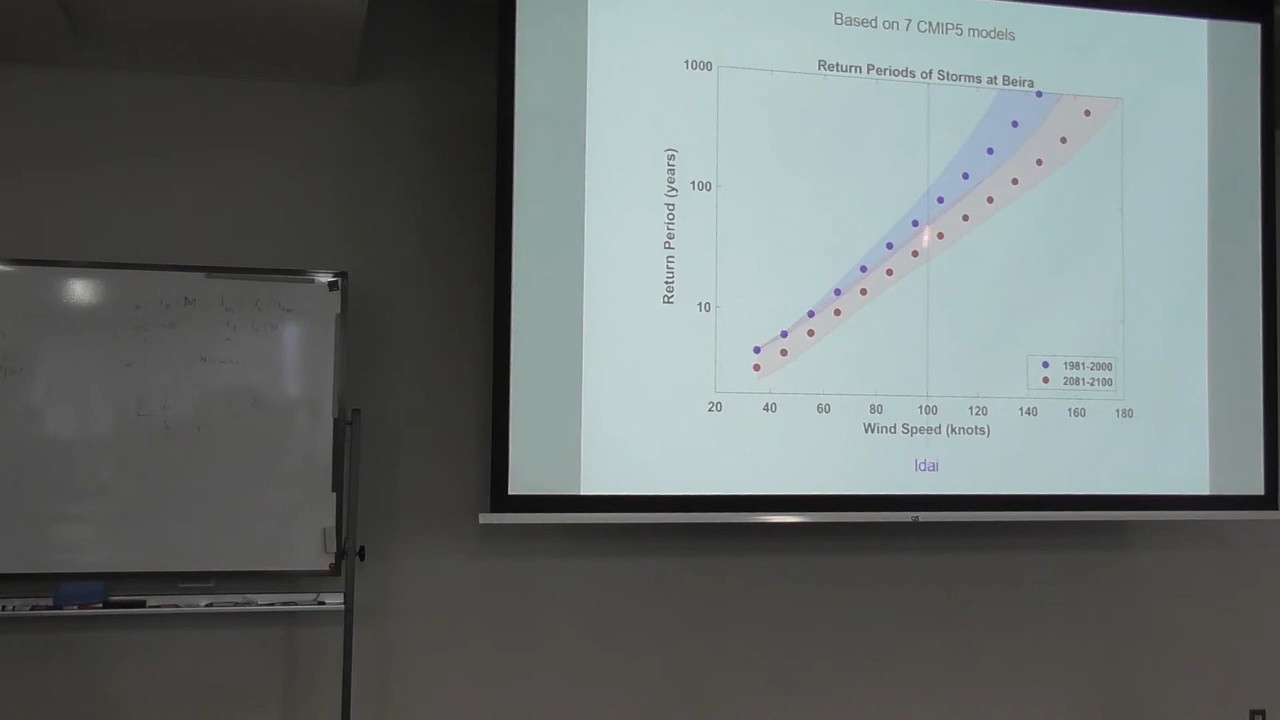 Based on 7 CMIP5 models
Return Periods of Storms at Beira
1000
100
10
Return Period (years)
1981-2000
2081-2100
20 40 60 80 100 120 140 160 180
Wind Speed (knots)
Idai